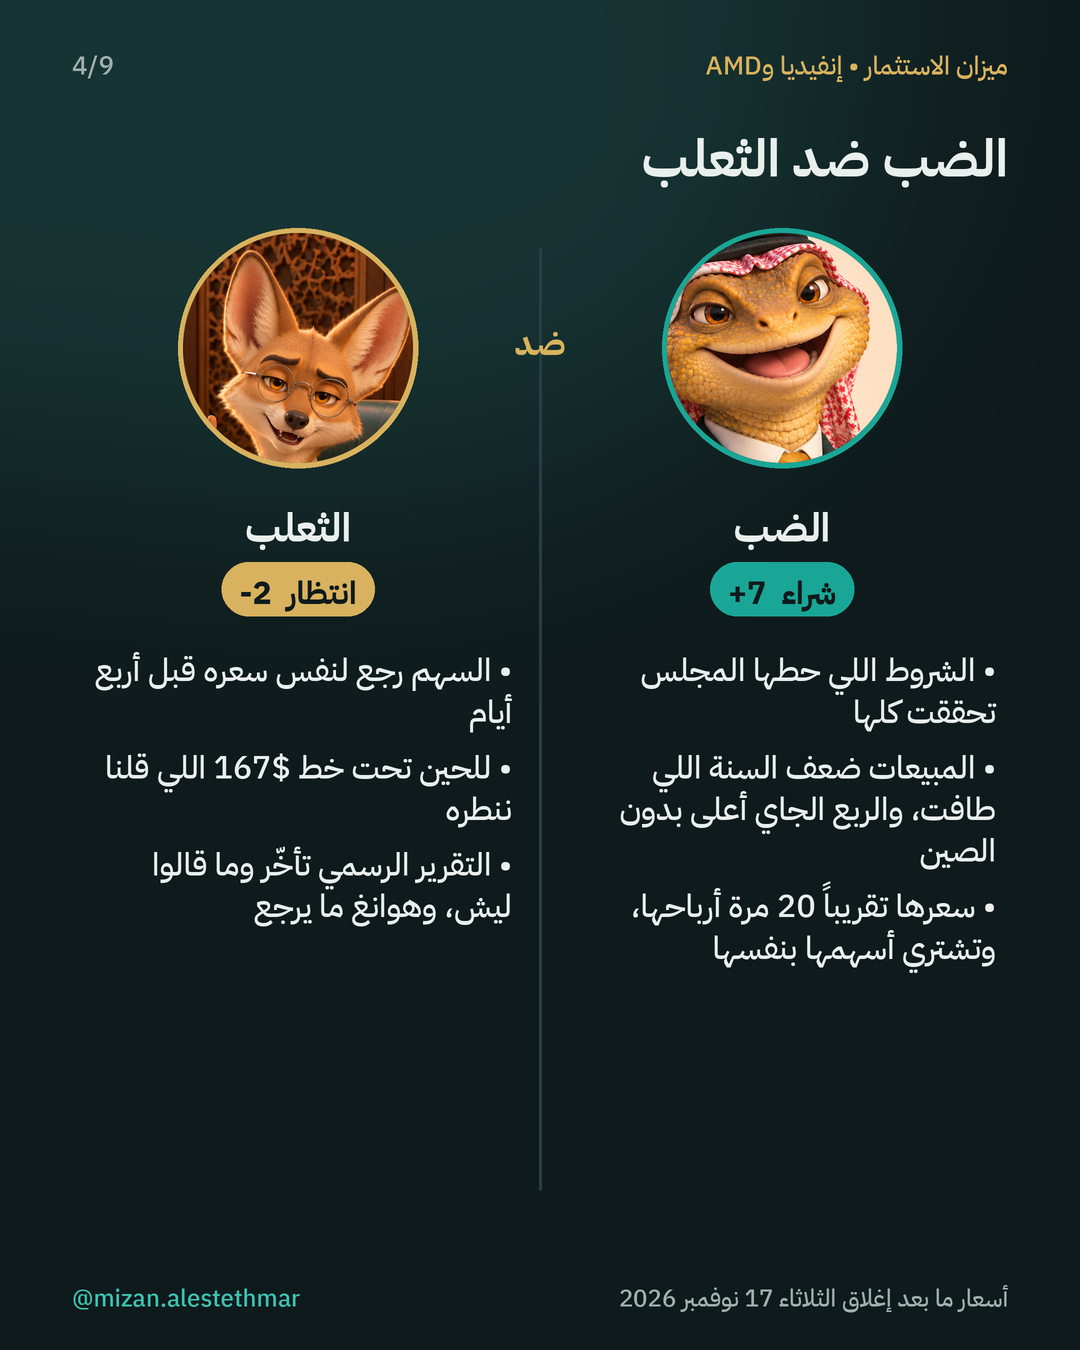 ميزان الاستثمار • إنفيديا وAMD
4/9
الضب ضد الثعلب
ضد
الضب
شراء +7
• الشروط اللي حطها المجلس
تحققت كلها
• المبيعات ضعف السنة اللي
طافت، والربع الجاي أعلى بدون
الصين
• سعرها تقريباً 20 مرة أرباحها،
وتشتري أسهمها بنفسها
الثعلب
انتظار -2
• السهم رجع لنفس سعره قبل أربع
أيام
• للحين تحت خط $167 اللي قلنا
ننطره
• التقرير الرسمي تأخّر وما قالوا
ليش، وهوانغ ما يرجع
أسعار ما بعد إغلاق الثلاثاء 17 نوفمبر 2026
@mizan.alestethmar